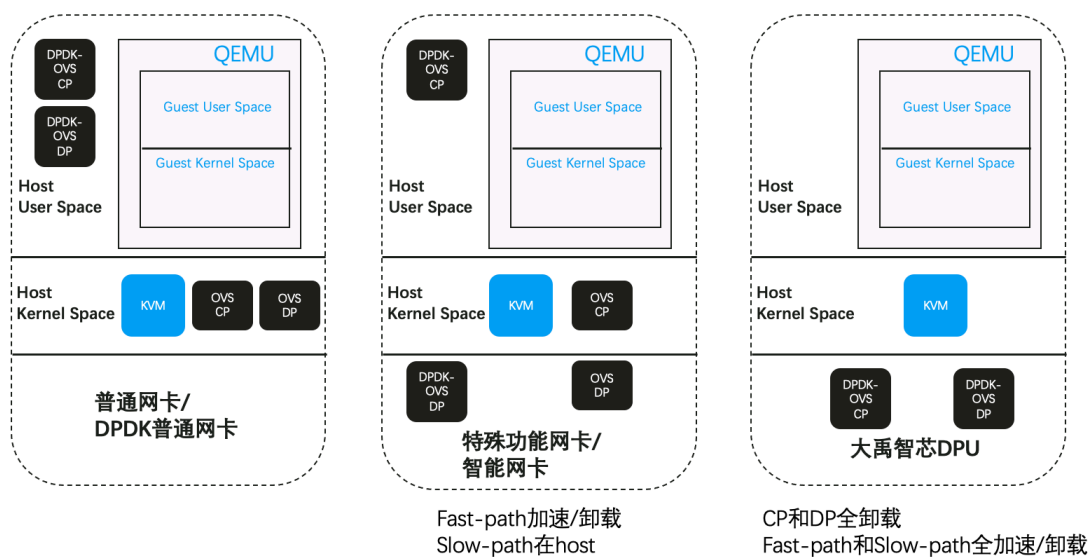 DPDK-
OVS
CP
DPDK-
OVS
DP
QEMU
Guest User Space
Guest Kernel Space
Host
User Space
Host
Kernel Space
KVM
OVS
CP
OVS
DP
普通网卡/
DPDK普通网卡
DPDK-
OVS
CP
QEMU
Guest User Space
Guest Kernel Space
Host
User Space
Host
Kernel Space
KVM
OVS
CP
DPDK-
OVS
DP
OVS
DP
特殊功能网卡/
智能网卡
Fast-path加速/卸载
Slow-path在host
QEMU
Guest User Space
Guest Kernel Space
Host
User Space
Host
Kernel Space
KVM
DPDK-
OVS
CP
DPDK-
OVS
DP
大禹智芯DPU
CP和DP全卸载
Fast-path和Slow-path全加速/卸载